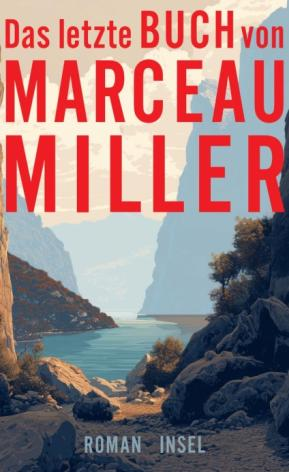 Das letzte BUCH von
MARCEAU
MILLER
ROMAN INSEL